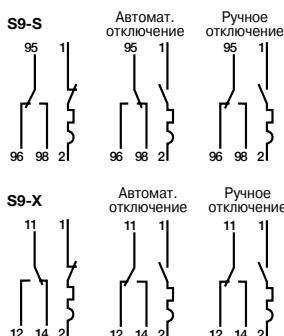 S9-S
Автомат.
отключение
Ручное
отключение
95 1 95 1 95 1
96 98 2 96 98 2 96 98 2
S9-X
Автомат.
отключение
Ручное
отключение
11 1 11 1 11 1
12 14 2 12 14 2 12 14 2